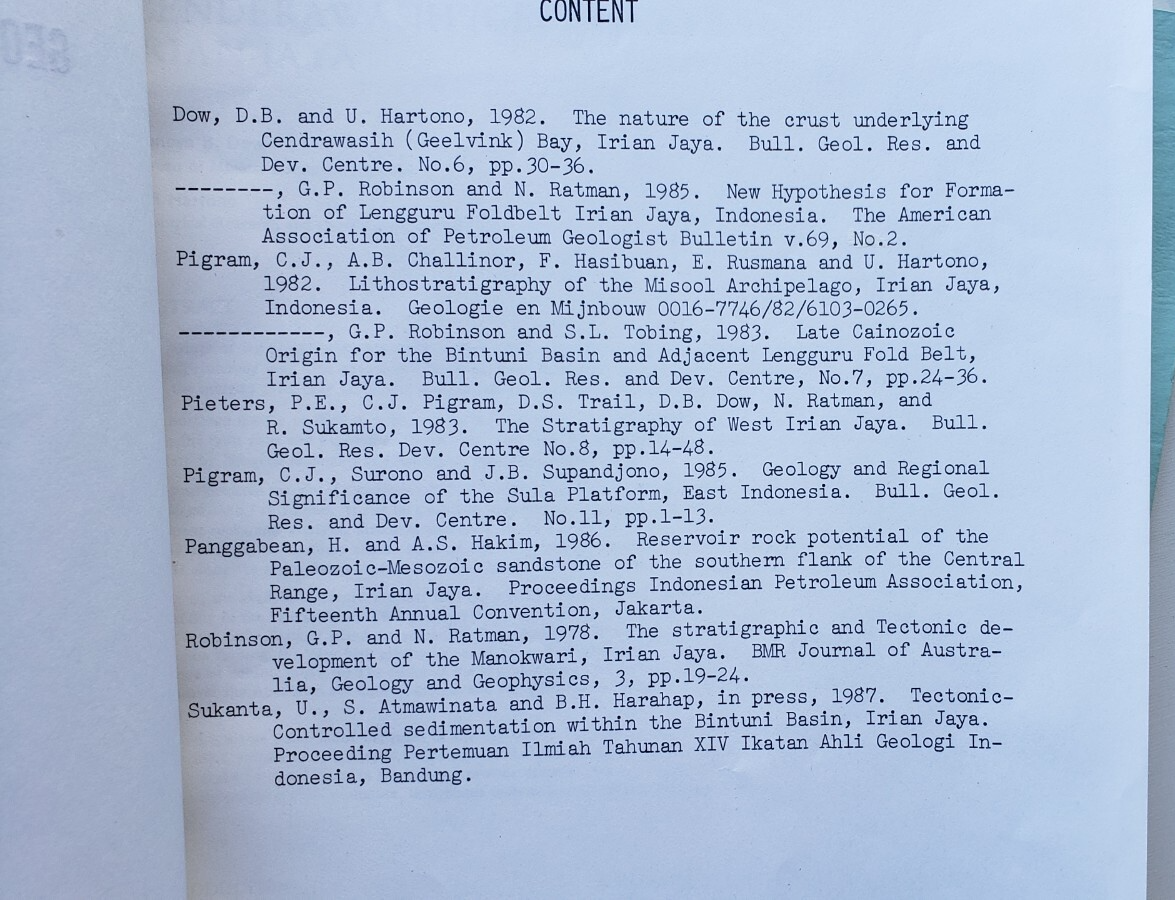 CONTENT
Dow, D.B. and U. Hartono, 1982. The nature of the crust underlying
Cendrawasih (Geelvink) Bay, Irian Jaya. Bull. Geol. Res. and
Dev. Centre. No.6, pp.30-36.
--------, G.P. Robinson and N. Ratman, 1985. New Hypothesis for Forma-
tion of Lengguru Foldbelt Irian Jaya, Indonesia. The American
Association of Petroleum Geologist Bulletin v.69, No.2.
Pigram, C.J., A.B. Challinor, F. Hasibuan, E. Rusmana and U. Hartono,
1982. Lithostratigraphy of the Misool Archipelago, Irian Jaya,
Indonesia. Geologie en Mijnbouw 0016-7746/82/6103-0265.
------------, G.P. Robinson and S.L. Tobing, 1983. Late Cainozoic
Origin for the Bintuni Basin and Adjacent Lengguru Fold Belt,
Irian Jaya. Bull. Geol. Res. and Dev. Centre, No.7, pp.24-36.
Pieters, P.E., C.J. Pigram, D.S. Trail, D.B. Dow, N. Ratman, and
R. Sukamto, 1983. The Stratigraphy of West Irian Jaya. Bull.
Geol. Res. Dev. Centre No.8, pp.14-48.
Pigram, C.J., Surono and J.B. Supandjono, 1985. Geology and Regional
Significance of the Sula Platform, East Indonesia. Bull. Geol.
Res. and Dev. Centre. No.11, pp.1-13.
Panggabean, H. and A.S. Hakim, 1986. Reservoir rock potential of the
Paleozoic-Mesozoic sandstone of the southern flank of the Central
Range, Irian Jaya. Proceedings Indonesian Petroleum Association,
Fifteenth Annual Convention, Jakarta.
Robinson, G.P. and N. Ratman, 1978. The stratigraphic and Tectonic de-
velopment of the Manokwari, Irian Jaya. BMR Journal of Austra-
lia, Geology and Geophysics, 3, pp.19-24.
Sukanta, U., S. Atmawinata and B.H. Harahap, in press, 1987. Tectonic-
Controlled sedimentation within the Bintuni Basin, Irian Jaya.
Proceeding Pertemuan Ilmiah Tahunan XIV Ikatan Ahli Geologi In-
donesia, Bandung.